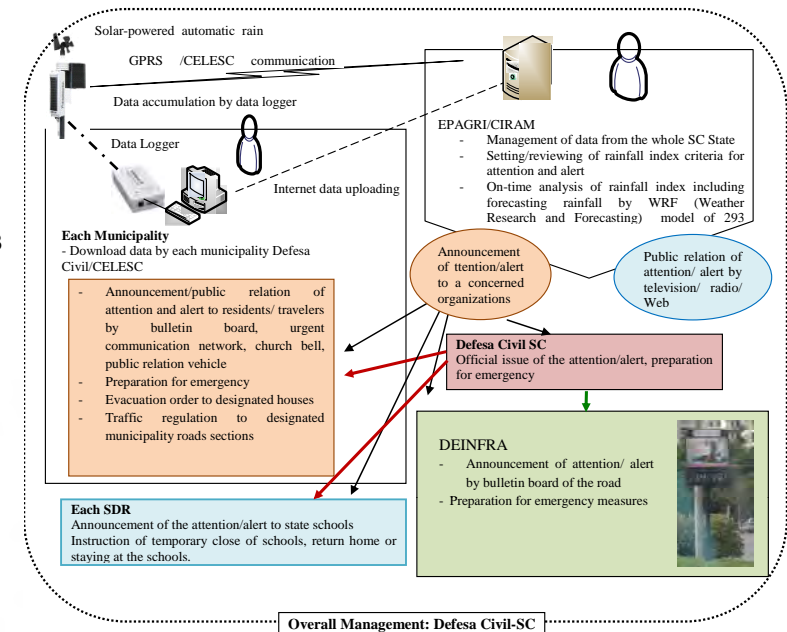 Solar-powered automatic rain
GPRS /CELESC communication
Data accumulation by data logger
Data Logger
Internet data uploading
EPAGRI/CIRAM
- Management of data from the whole SC State
- Setting/reviewing of rainfall index criteria for
attention and alert
- On-time analysis of rainfall index including
forecasting rainfall by WRF (Weather
Research and Forecasting) model of 293
Each Municipality
- Download data by each municipality Defesa
Civil/CELESC
- Announcement/public relation of
attention and alert to residents/ travelers
by bulletin board, urgent
communication network, church bell,
public relation vehicle
- Preparation for emergency
- Evacuation order to designated houses
- Traffic regulation to designated
municipality roads sections
Announcement
of ttention/alert
to a concerned
organizations
Public relation of
attention/ alert by
television/ radio/
Web
Defesa Civil SC
Official issue of the attention/alert, preparation
for emergency
DEINFRA
- Announcement of attention/ alert
by bulletin board of the road
- Preparation for emergency measures
Each SDR
Announcement of the attention/alert to state schools
Instruction of temporary close of schools, return home or
staying at the schools.
Overall Management: Defesa Civil-SC